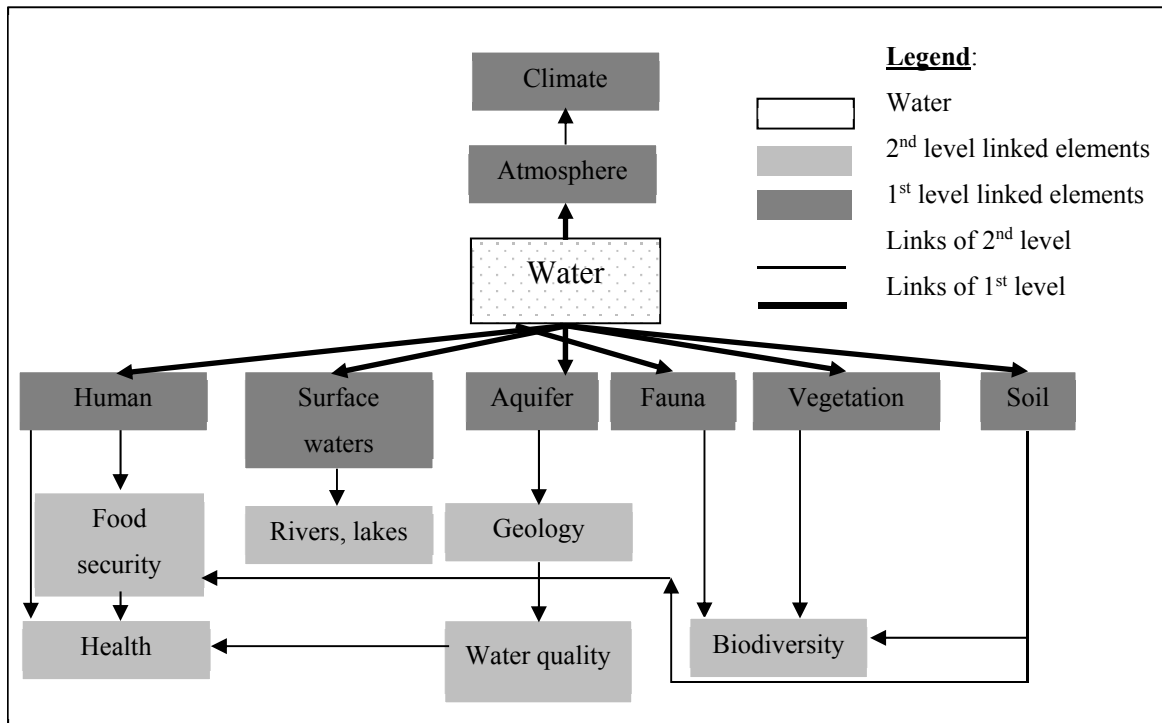 Climate
Atmosphere
Water
Legend:
Water
2nd level linked elements
1st level linked elements
Links of 2nd level
Links of 1st level
Human
Surface
waters
Aquifer
Fauna
Vegetation
Soil
Food
security
Rivers, lakes
Geology
Health
Water quality
Biodiversity